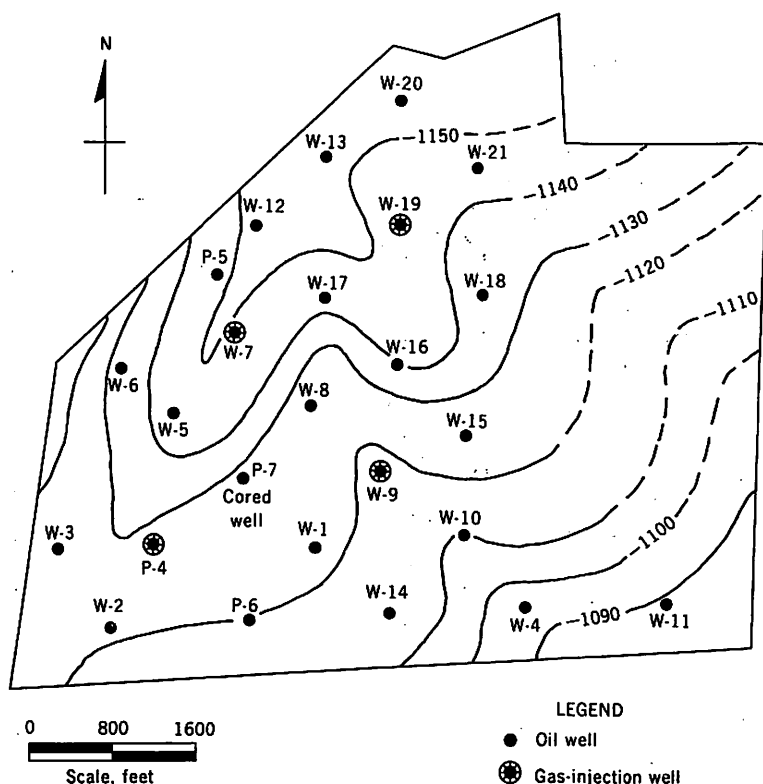 N
W-20
-1150
W-13
W-21
-1140
W-12
W-19
-1130
P-5
-1120
W-17
W-18
-1110
W-7
W-16
W-6
W-8
W-5
W-15
P-7
Cored
well
W-9
W-3
W-10
W-1
P-4
-1100
W-2
P-6
W-14
W-4
-1090
W-11
LEGEND
0 800 1600
Oil well
Scale, feet
Gas-injection well